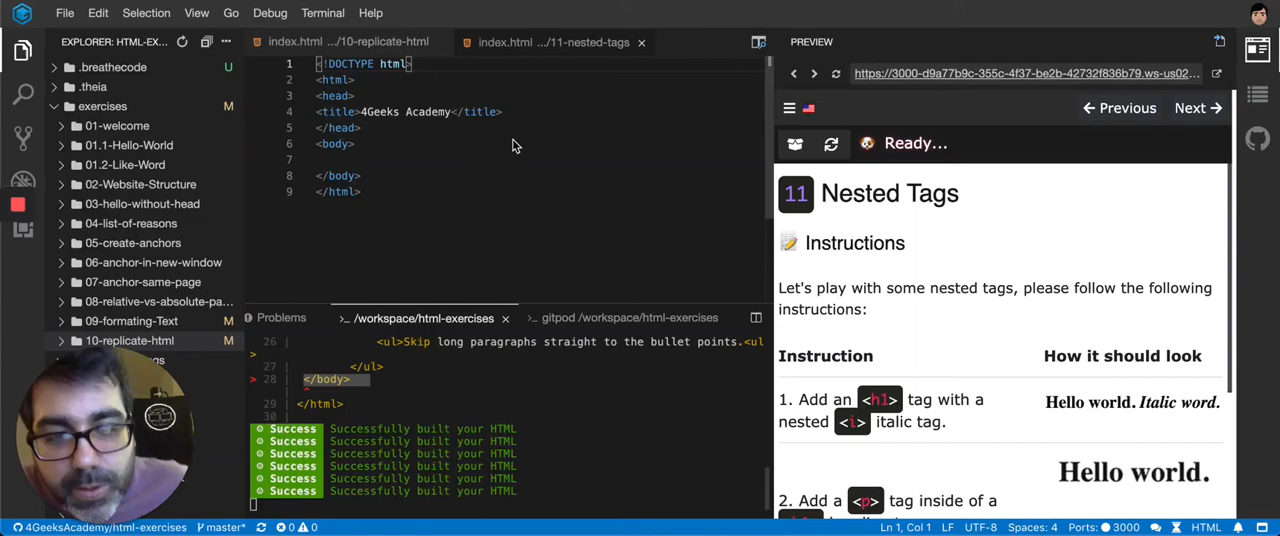 File Edit Selection View Go Debug Terminal Help
EXPLORER: HTML-EX...
.breathecode U
.theia
exercises M
01-welcome
01.1-Hello-World
01.2-Like-Word
02-Website-Structure
03-hello-without-head
04-list-of-reasons
05-create-anchors
06-anchor-in-new-window
07-anchor-same-page
08-relative-vs-absolute-pa...
09-formating-Text M
10-replicate-html M
index.html .../10-replicate-html
index.html .../11-nested-tags
1 <!DOCTYPE html>
2 <html>
3 <head>
4 <title>4Geeks Academy</title>
5 </head>
6 <body>
7
8 </body>
9 </html>
Problems
/workspace/html-exercises
gitpod /workspace/html-exercises
26 | <ul>Skip long paragraphs straight to the bullet points.<ul
>
27 | </ul>
> 28 | </body>
| ^
29 | </html>
30 |
Success Successfully built your HTML
Success Successfully built your HTML
Success Successfully built your HTML
Success Successfully built your HTML
Success Successfully built your HTML
Success Successfully built your HTML
PREVIEW
https://3000-d9a77b9c-355c-4f37-be2b-42732f836b79.ws-us02...
Previous Next
Ready...
11 Nested Tags
Instructions
Let's play with some nested tags, please follow the following
instructions:
Instruction How it should look
1. Add an <h1> tag with a
nested <i> italic tag.
Hello world. Italic word.
Hello world.
2. Add a <p> tag inside of a
4GeeksAcademy/html-exercises master* 0 0 Ln 1, Col 1 LF UTF-8 Spaces: 4 Ports: 3000 HTML